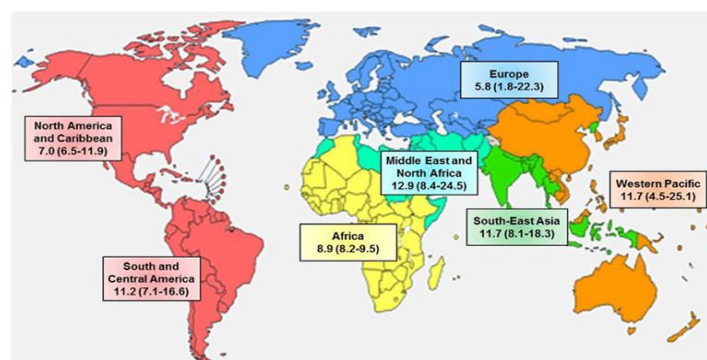 Europe
5.8 (1.8-22.3)
North America
and Caribbean
7.0 (6.5-11.9)
Middle East and
North Africa
12.9 (8.4-24.5)
Western Pacific
11.7 (4.5-25.1)
South-East Asia
11.7 (8.1-18.3)
Africa
8.9 (8.2-9.5)
South and
Central America
11.2 (7.1-16.6)